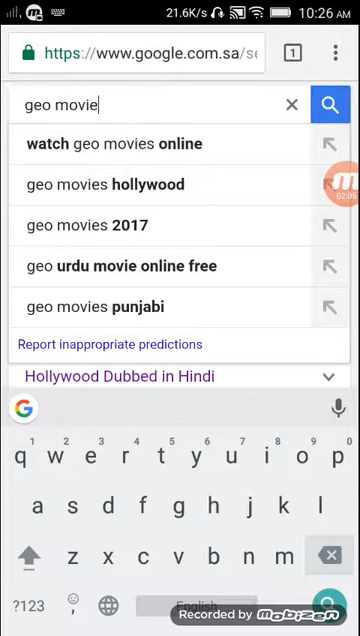 21.6K/s 10:26 AM
https://www.google.com.sa/se
1
geo movie
watch geo movies online
geo movies hollywood
02:05
geo movies 2017
geo urdu movie online free
geo movies punjabi
Report inappropriate predictions
Hollywood Dubbed in Hindi
G
1 2 3 4 5 6 7 8 9 0
q w e r t y u i o p
a s d f g h j k l
z x c v b n m
?123 English
Recorded by mobizen